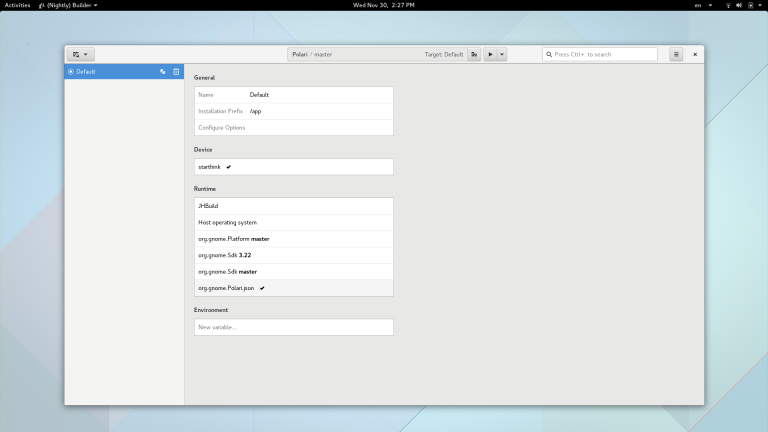 Activities (Nightly) Builder Wed Nov 30, 2:27 PM en
Polari / master Target: Default Press Ctrl+. to search
Default
General
Name Default
Installation Prefix /app
Configure Options
Device
starthink ✔
Runtime
JHBuild
Host operating system
org.gnome.Platform master
org.gnome.Sdk 3.22
org.gnome.Sdk master
org.gnome.Polari.json ✔
Environment
New variable...